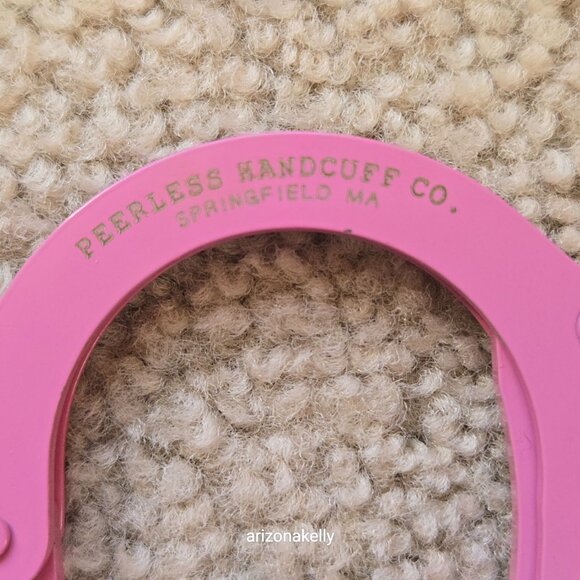 PEERLESS HANDCUFF CO.
SPRINGFIELD MA
arizonakelly